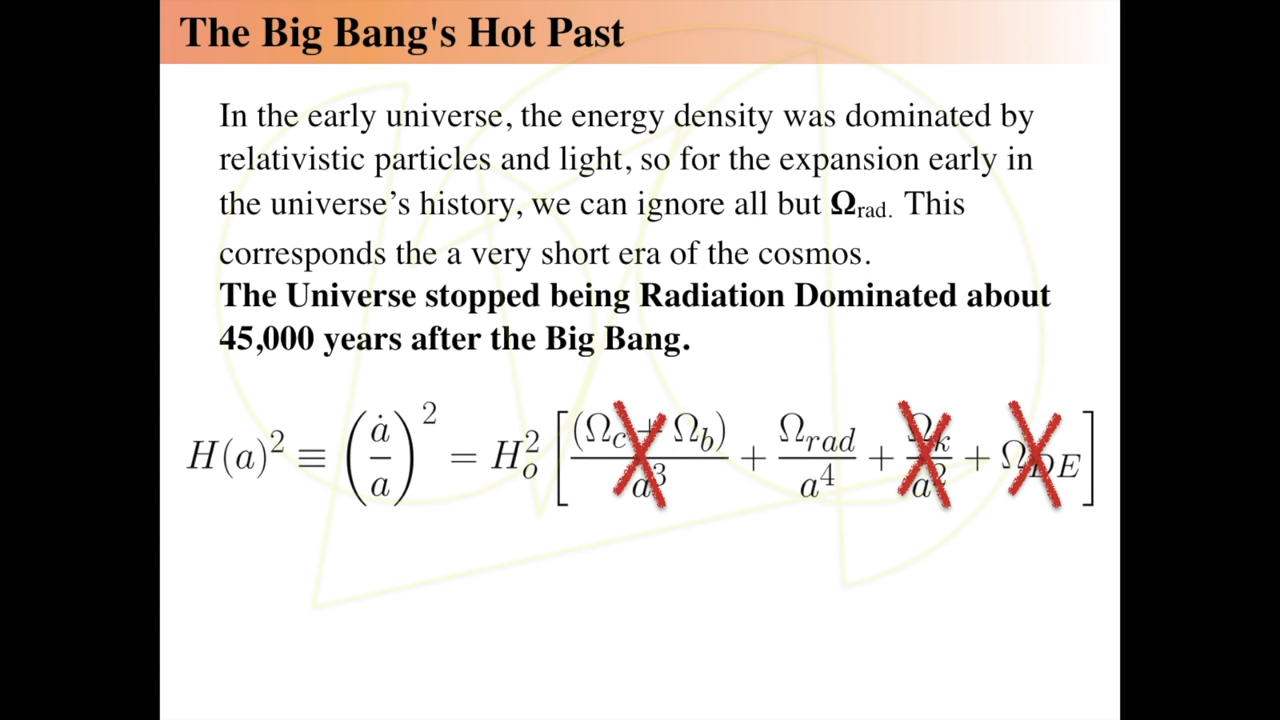 The Big Bang's Hot Past
In the early universe, the energy density was dominated by
relativistic particles and light, so for the expansion early in
the universe’s history, we can ignore all but Ωrad. This
corresponds the a very short era of the cosmos.
The Universe stopped being Radiation Dominated about
45,000 years after the Big Bang.
H(a)² ≡ (ȧ/a)² = H₀² [(Ωc + Ωb)/a³ + Ωrad/a⁴ + Ωk/a² + ΩDE]